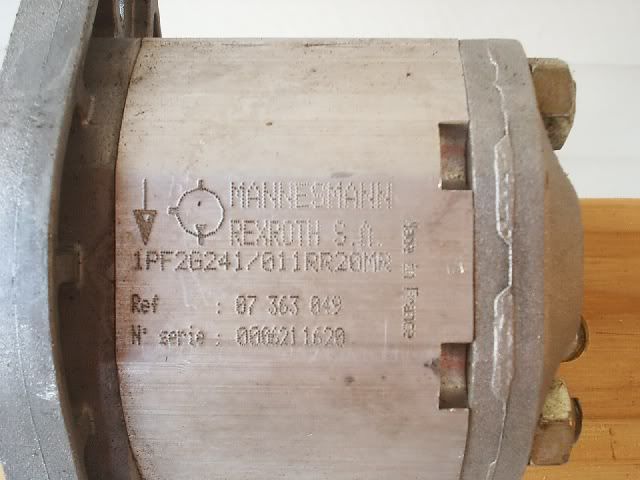 MANNESMANN
REXROTH S.A.
1PF2G241/011RR20MR
Ref : 07 363 049
N° serie : 0006211620
Made in France